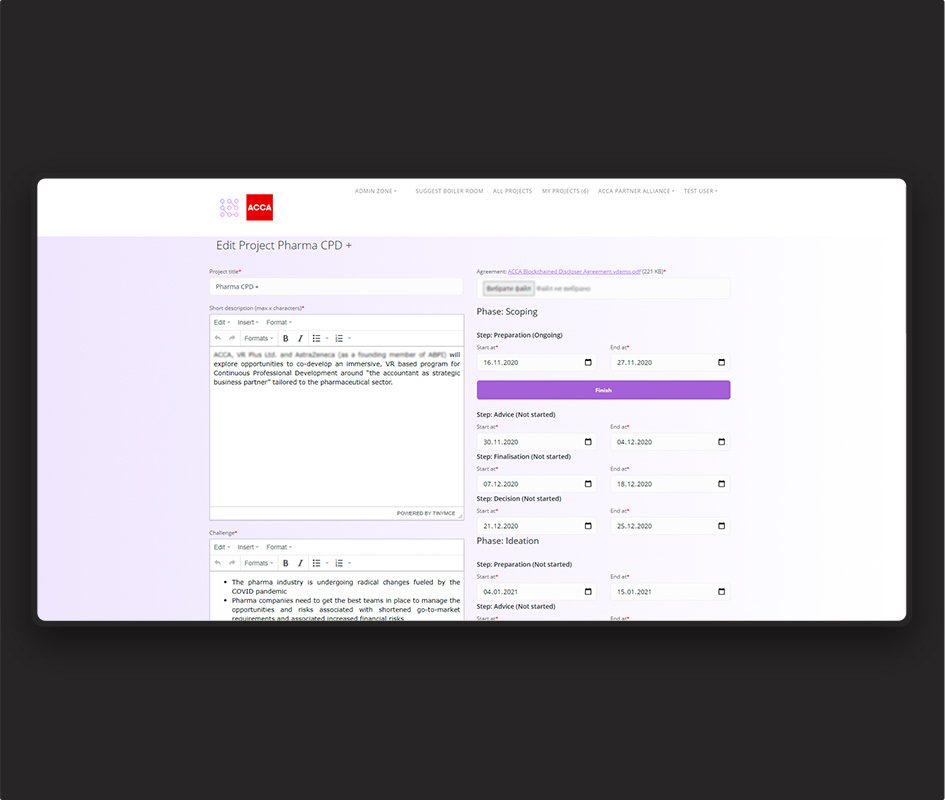 ADMIN ZONE
SUGGEST BOILER ROOM
ALL PROJECTS
MY PROJECTS (6)
ACCA PARTNER ALLIANCE
TEST USER
ACCA
Edit Project Pharma CPD +
Project title*
Pharma CPD +
Short description (max x characters)*
Edit Insert Format
Formats B I
ACCA, VR Plus Ltd. and AstraZeneca (as a founding member of ABPI) will
explore opportunities to co-develop an immersive, VR based program for
Continuous Professional Development around "the accountant as strategic
business partner" tailored to the pharmaceutical sector.
POWERED BY TINYMCE
Challenge*
Edit Insert Format
Formats B I
• The pharma industry is undergoing radical changes fueled by the
COVID pandemic
• Pharma companies need to get the best teams in place to manage the
opportunities and risks associated with shortened go-to-market
requirements and associated increased financial risks.
Agreement: ACCA Blockchained Discloser Agreement vdemo.pdf (221 KB)*
Вибрати файл Файл не вибрано
Phase: Scoping
Step: Preparation (Ongoing)
Start at* End at*
16.11.2020 27.11.2020
Finish
Step: Advice (Not started)
Start at* End at*
30.11.2020 04.12.2020
Step: Finalisation (Not started)
Start at* End at*
07.12.2020 18.12.2020
Step: Decision (Not started)
Start at* End at*
21.12.2020 25.12.2020
Phase: Ideation
Step: Preparation (Not started)
Start at* End at*
04.01.2021 15.01.2021
Step: Advice (Not started)
Start at* End at*